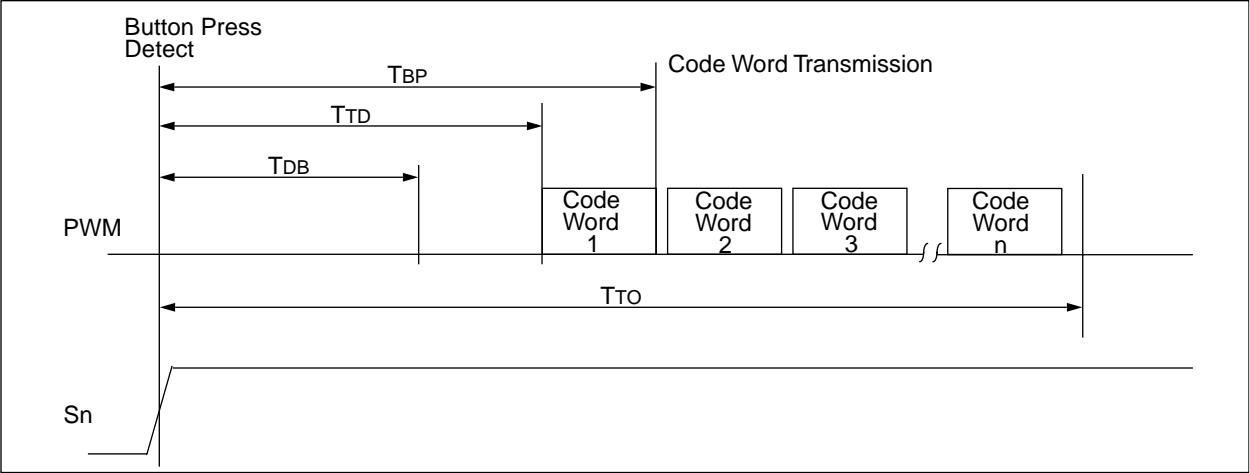 Button Press
Detect
TBP
Code Word Transmission
TTD
TDB
PWM
Code
Word
1
Code
Word
2
Code
Word
3
Code
Word
n
TTO
Sn